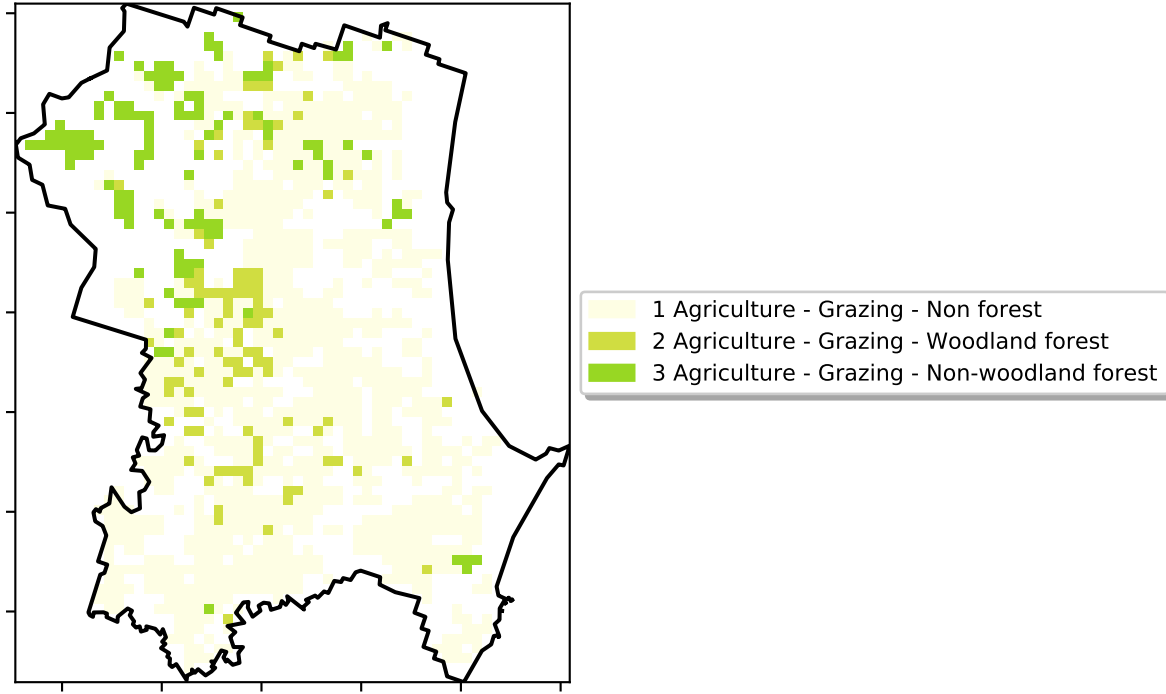 1 Agriculture - Grazing - Non forest
2 Agriculture - Grazing - Woodland forest
3 Agriculture - Grazing - Non-woodland forest